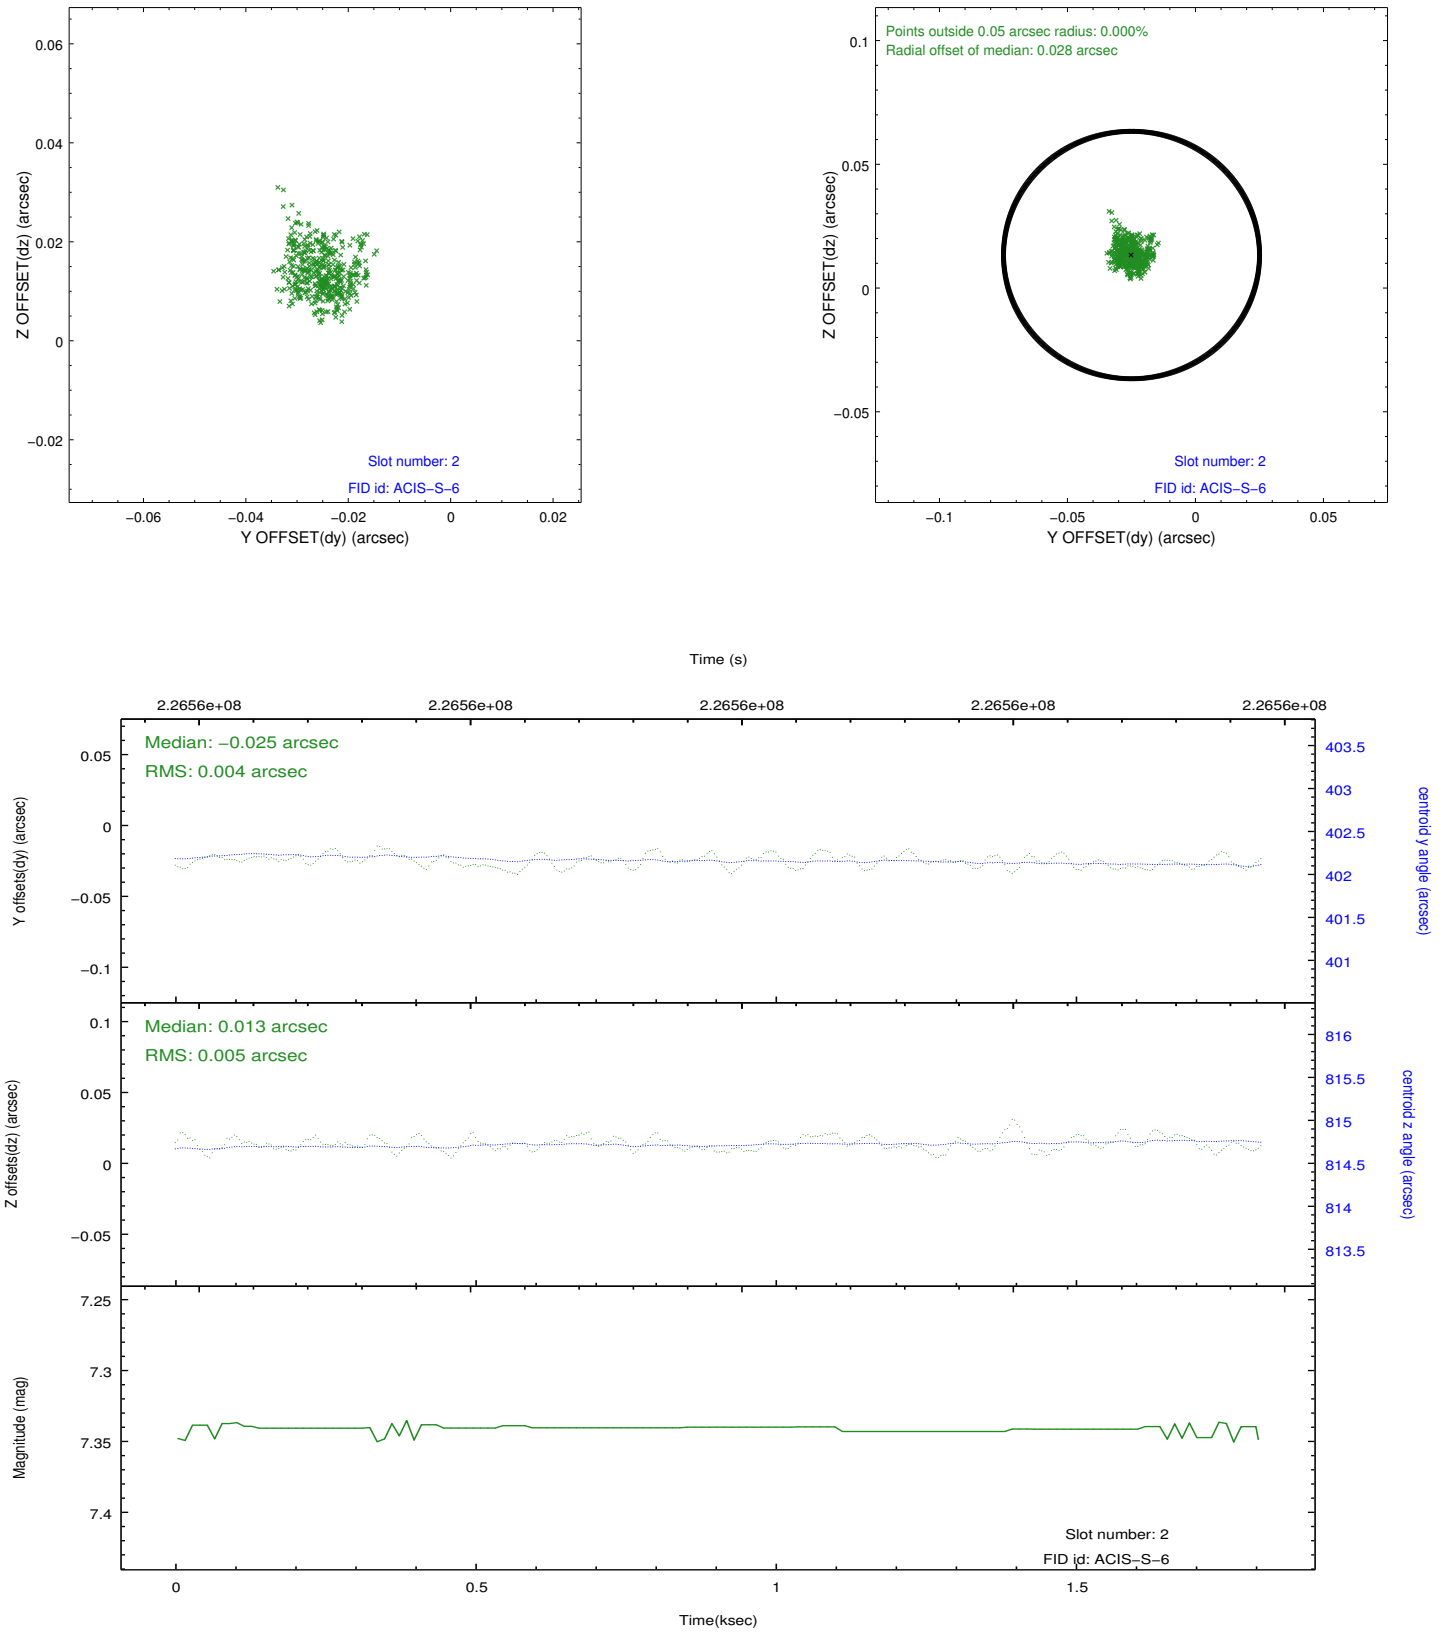 0.06
0.04
0.02
0
−0.02
Z OFFSET(dz) (arcsec)
Slot number: 2
FID id: ACIS−S−6
−0.06
−0.04
−0.02
0
0.02
Y OFFSET(dy) (arcsec)
Points outside 0.05 arcsec radius: 0.000%
Radial offset of median: 0.028 arcsec
0.1
0.05
0
−0.05
Z OFFSET(dz) (arcsec)
Slot number: 2
FID id: ACIS−S−6
−0.1
−0.05
0
0.05
Y OFFSET(dy) (arcsec)
Time (s)
2.2656e+08
2.2656e+08
2.2656e+08
2.2656e+08
2.2656e+08
Median: −0.025 arcsec
RMS: 0.004 arcsec
0.05
0
−0.05
−0.1
Y offsets(dy) (arcsec)
403.5
403
402.5
402
401.5
401
centroid y angle (arcsec)
Median: 0.013 arcsec
RMS: 0.005 arcsec
0.1
0.05
0
−0.05
Z offsets(dz) (arcsec)
816
815.5
815
814.5
814
813.5
centroid z angle (arcsec)
7.25
7.3
7.35
7.4
Magnitude (mag)
Slot number: 2
FID id: ACIS−S−6
0
0.5
1
1.5
Time(ksec)